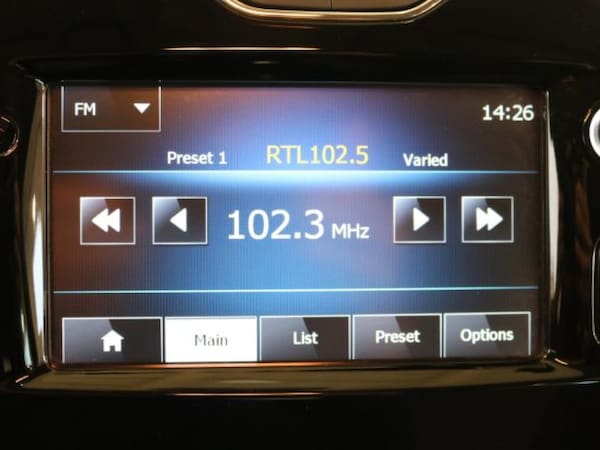 FM
14:26
Preset 1 RTL102.5 Varied
102.3 MHz
Main List Preset Options